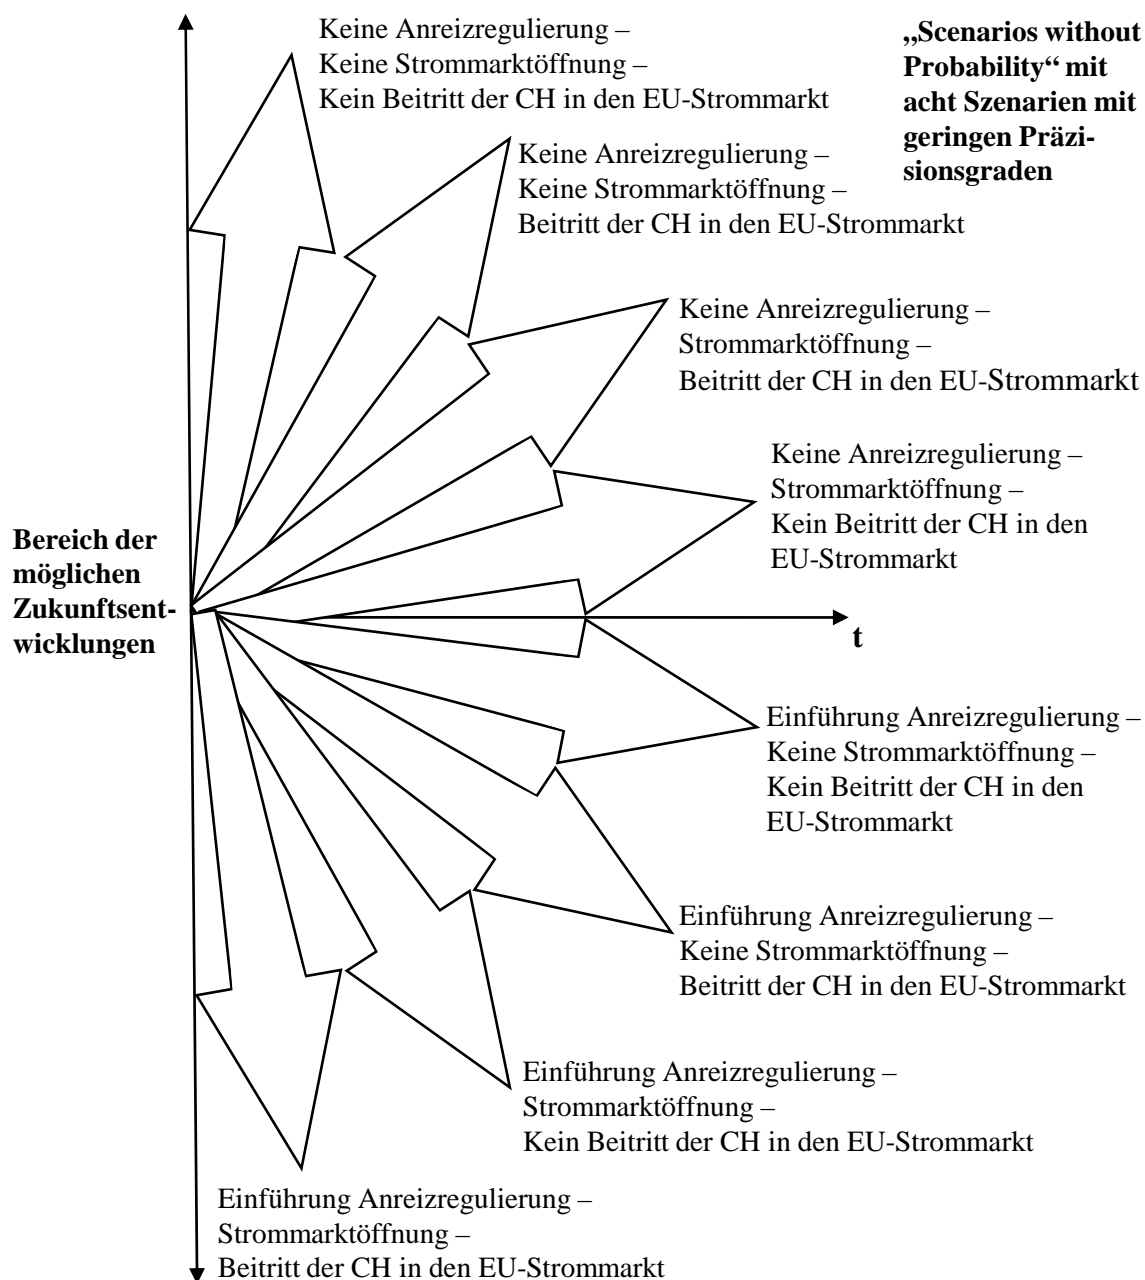 Keine Anreizregulierung –
Keine Strommarktöffnung –
Kein Beitritt der CH in den EU-Strommarkt
„Scenarios without
Probability“ mit
acht Szenarien mit
geringen Präzi-
sionsgraden
Keine Anreizregulierung –
Keine Strommarktöffnung –
Beitritt der CH in den EU-Strommarkt
Keine Anreizregulierung –
Strommarktöffnung –
Beitritt der CH in den EU-Strommarkt
Keine Anreizregulierung –
Strommarktöffnung –
Kein Beitritt der CH in den
EU-Strommarkt
Bereich der
möglichen
Zukunftsent-
wicklungen
t
Einführung Anreizregulierung –
Keine Strommarktöffnung –
Kein Beitritt der CH in den
EU-Strommarkt
Einführung Anreizregulierung –
Keine Strommarktöffnung –
Beitritt der CH in den EU-Strommarkt
Einführung Anreizregulierung –
Strommarktöffnung –
Kein Beitritt der CH in den EU-Strommarkt
Einführung Anreizregulierung –
Strommarktöffnung –
Beitritt der CH in den EU-Strommarkt